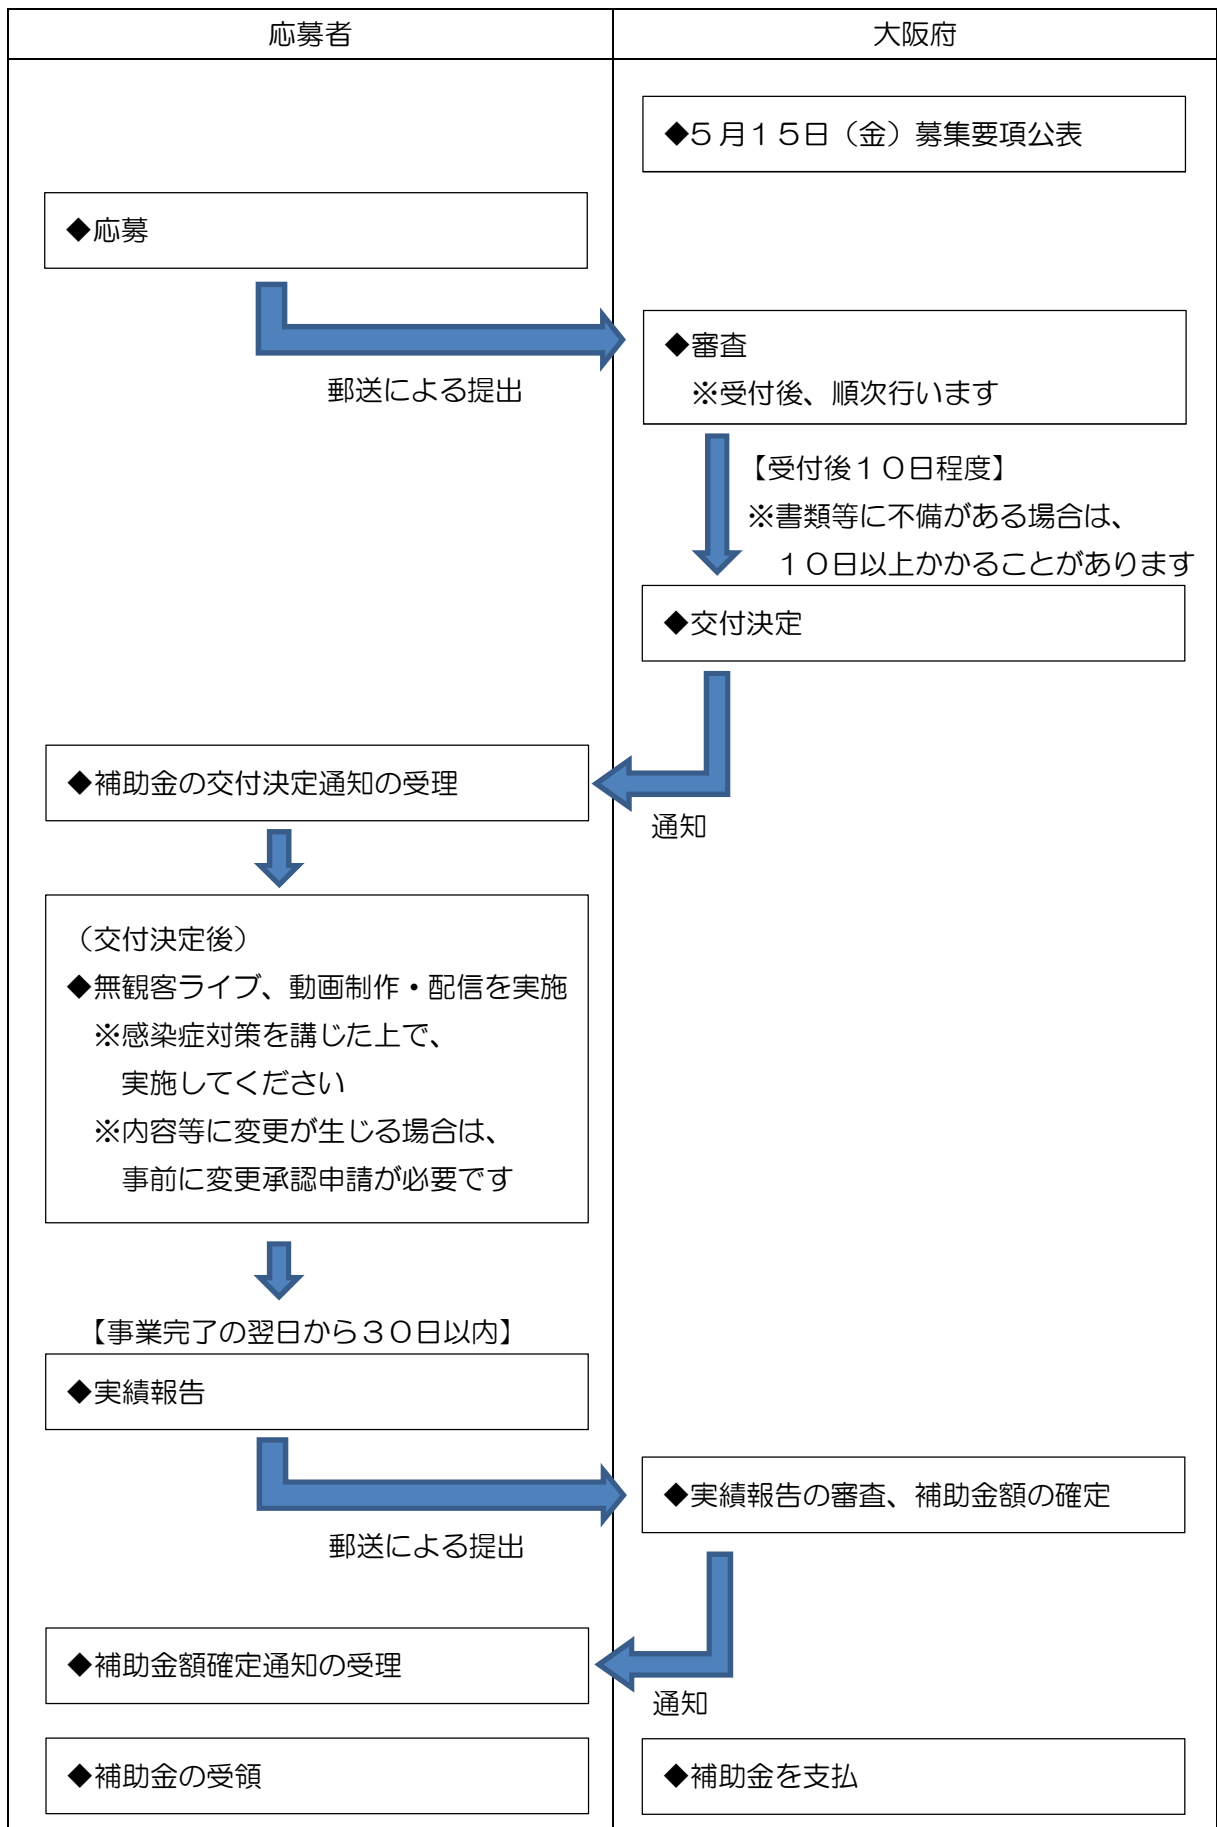 応募者
大阪府
◆５月１５日（金）募集要項公表
◆応募
郵送による提出
◆審査
※受付後、順次行います
【受付後１０日程度】
※書類等に不備がある場合は、
１０日以上かかることがあります
◆交付決定
通知
◆補助金の交付決定通知の受理
（交付決定後）
◆無観客ライブ、動画制作・配信を実施
※感染症対策を講じた上で、
実施してください
※内容等に変更が生じる場合は、
事前に変更承認申請が必要です
【事業完了の翌日から３０日以内】
◆実績報告
郵送による提出
◆実績報告の審査、補助金額の確定
通知
◆補助金額確定通知の受理
◆補助金の受領
◆補助金を支払